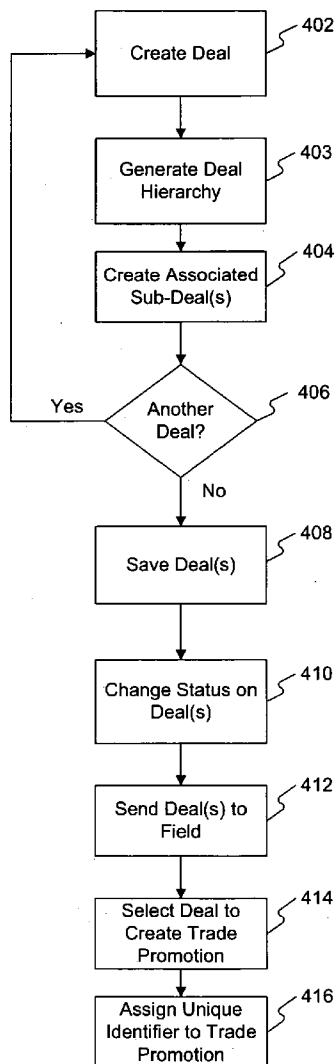 402
Create Deal
403
Generate Deal
Hierarchy
404
Create Associated
Sub-Deal(s)
406
Yes
Another
Deal?
No
408
Save Deal(s)
410
Change Status on
Deal(s)
412
Send Deal(s) to
Field
414
Select Deal to
Create Trade
Promotion
416
Assign Unique
Identifier to Trade
Promotion